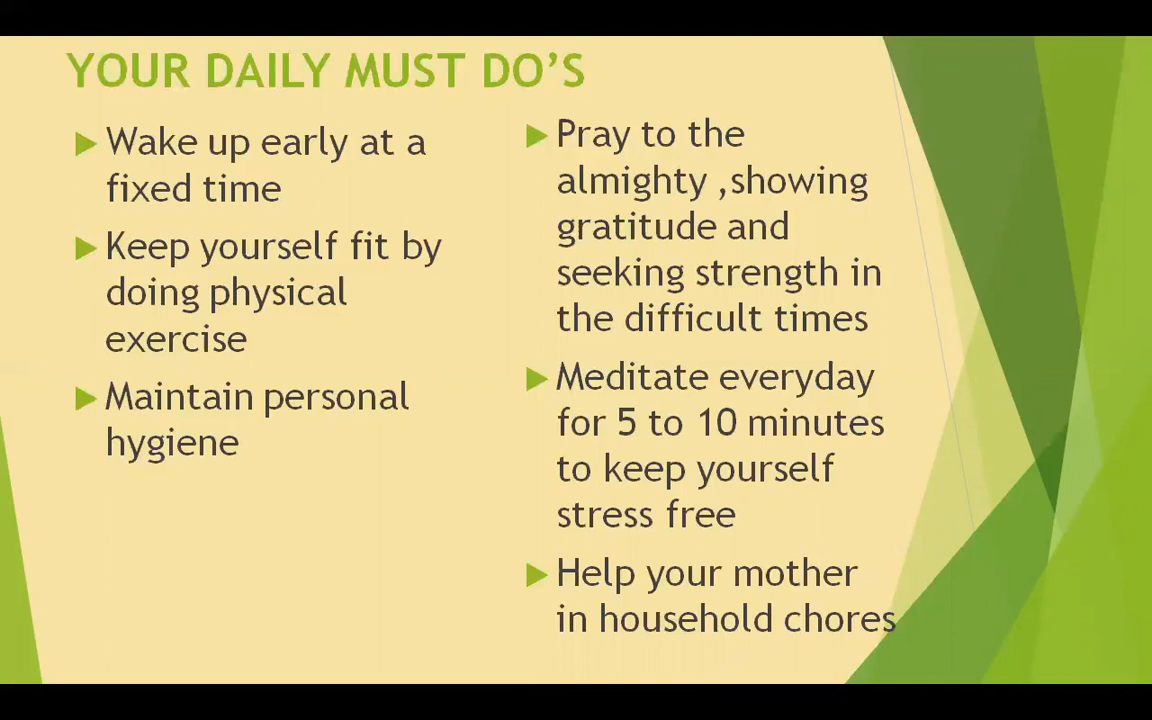 YOUR DAILY MUST DO'S
Wake up early at a
fixed time
Keep yourself fit by
doing physical
exercise
Maintain personal
hygiene
Pray to the
almighty ,showing
gratitude and
seeking strength in
the difficult times
Meditate everyday
for 5 to 10 minutes
to keep yourself
stress free
Help your mother
in household chores